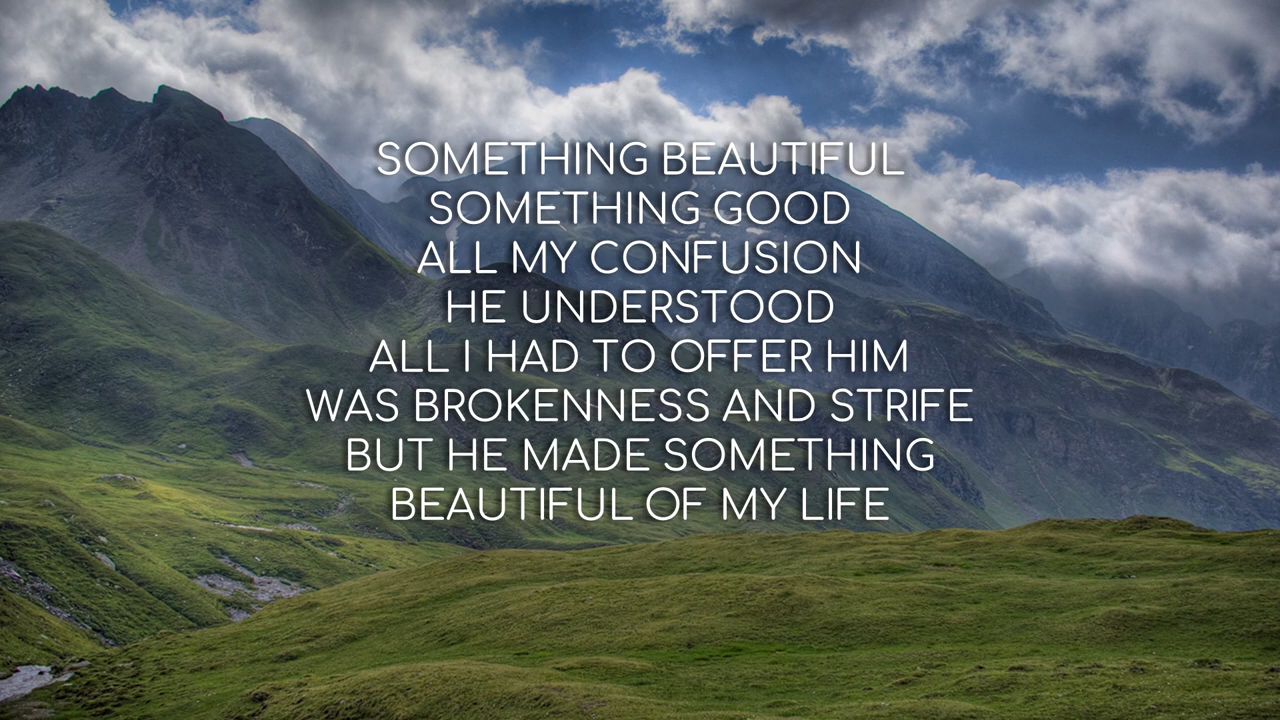 SOMETHING BEAUTIFUL
SOMETHING GOOD
ALL MY CONFUSION
HE UNDERSTOOD
ALL I HAD TO OFFER HIM
WAS BROKENNESS AND STRIFE
BUT HE MADE SOMETHING
BEAUTIFUL OF MY LIFE